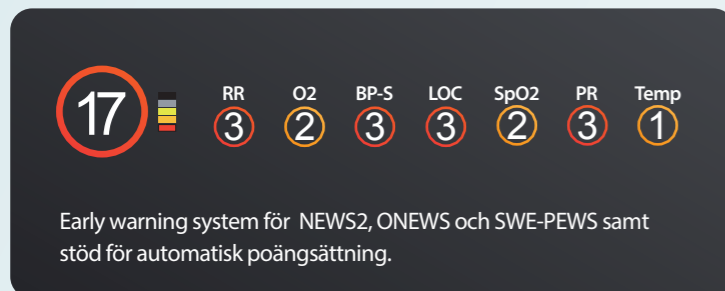 17
RR O2 BP-S LOC SpO2 PR Temp
3 2 3 3 2 3 1
Early warning system för NEWS2, ONEWS och SWE-PEWS samt
stöd för automatisk poängsättning.